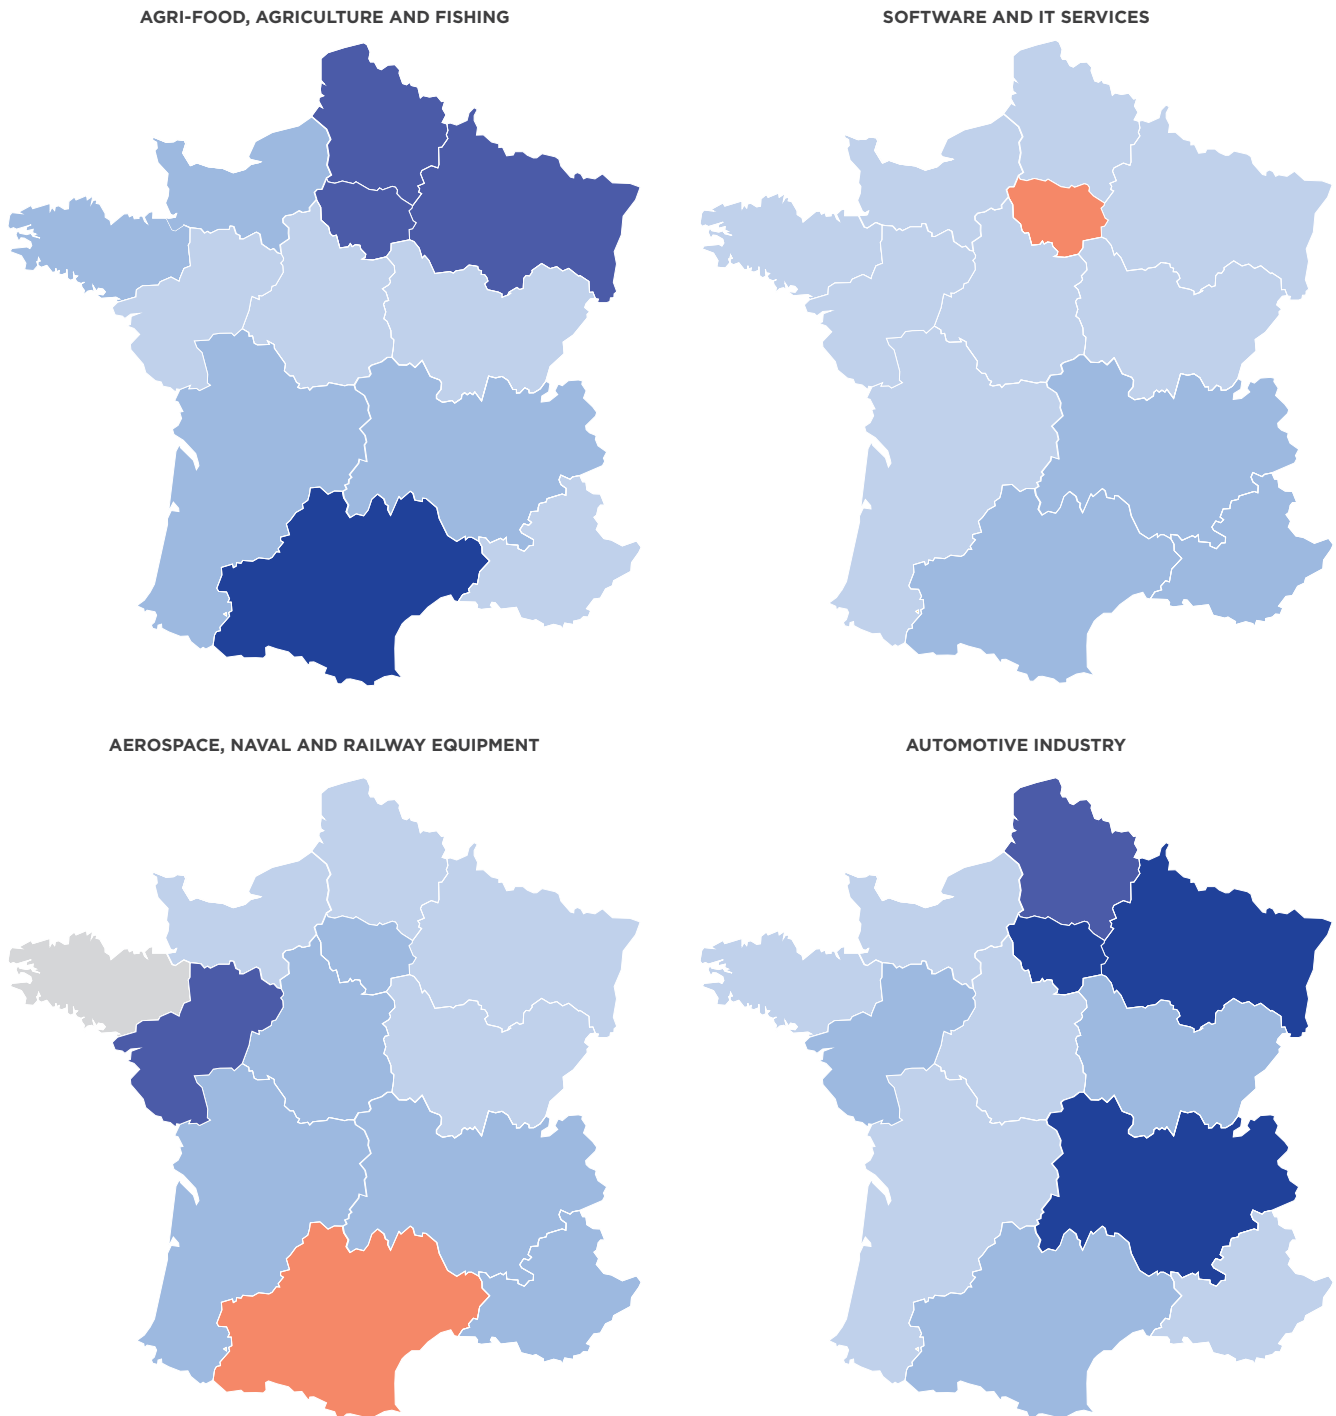 AGRI-FOOD, AGRICULTURE AND FISHING
SOFTWARE AND IT SERVICES
AEROSPACE, NAVAL AND RAILWAY EQUIPMENT
AUTOMOTIVE INDUSTRY